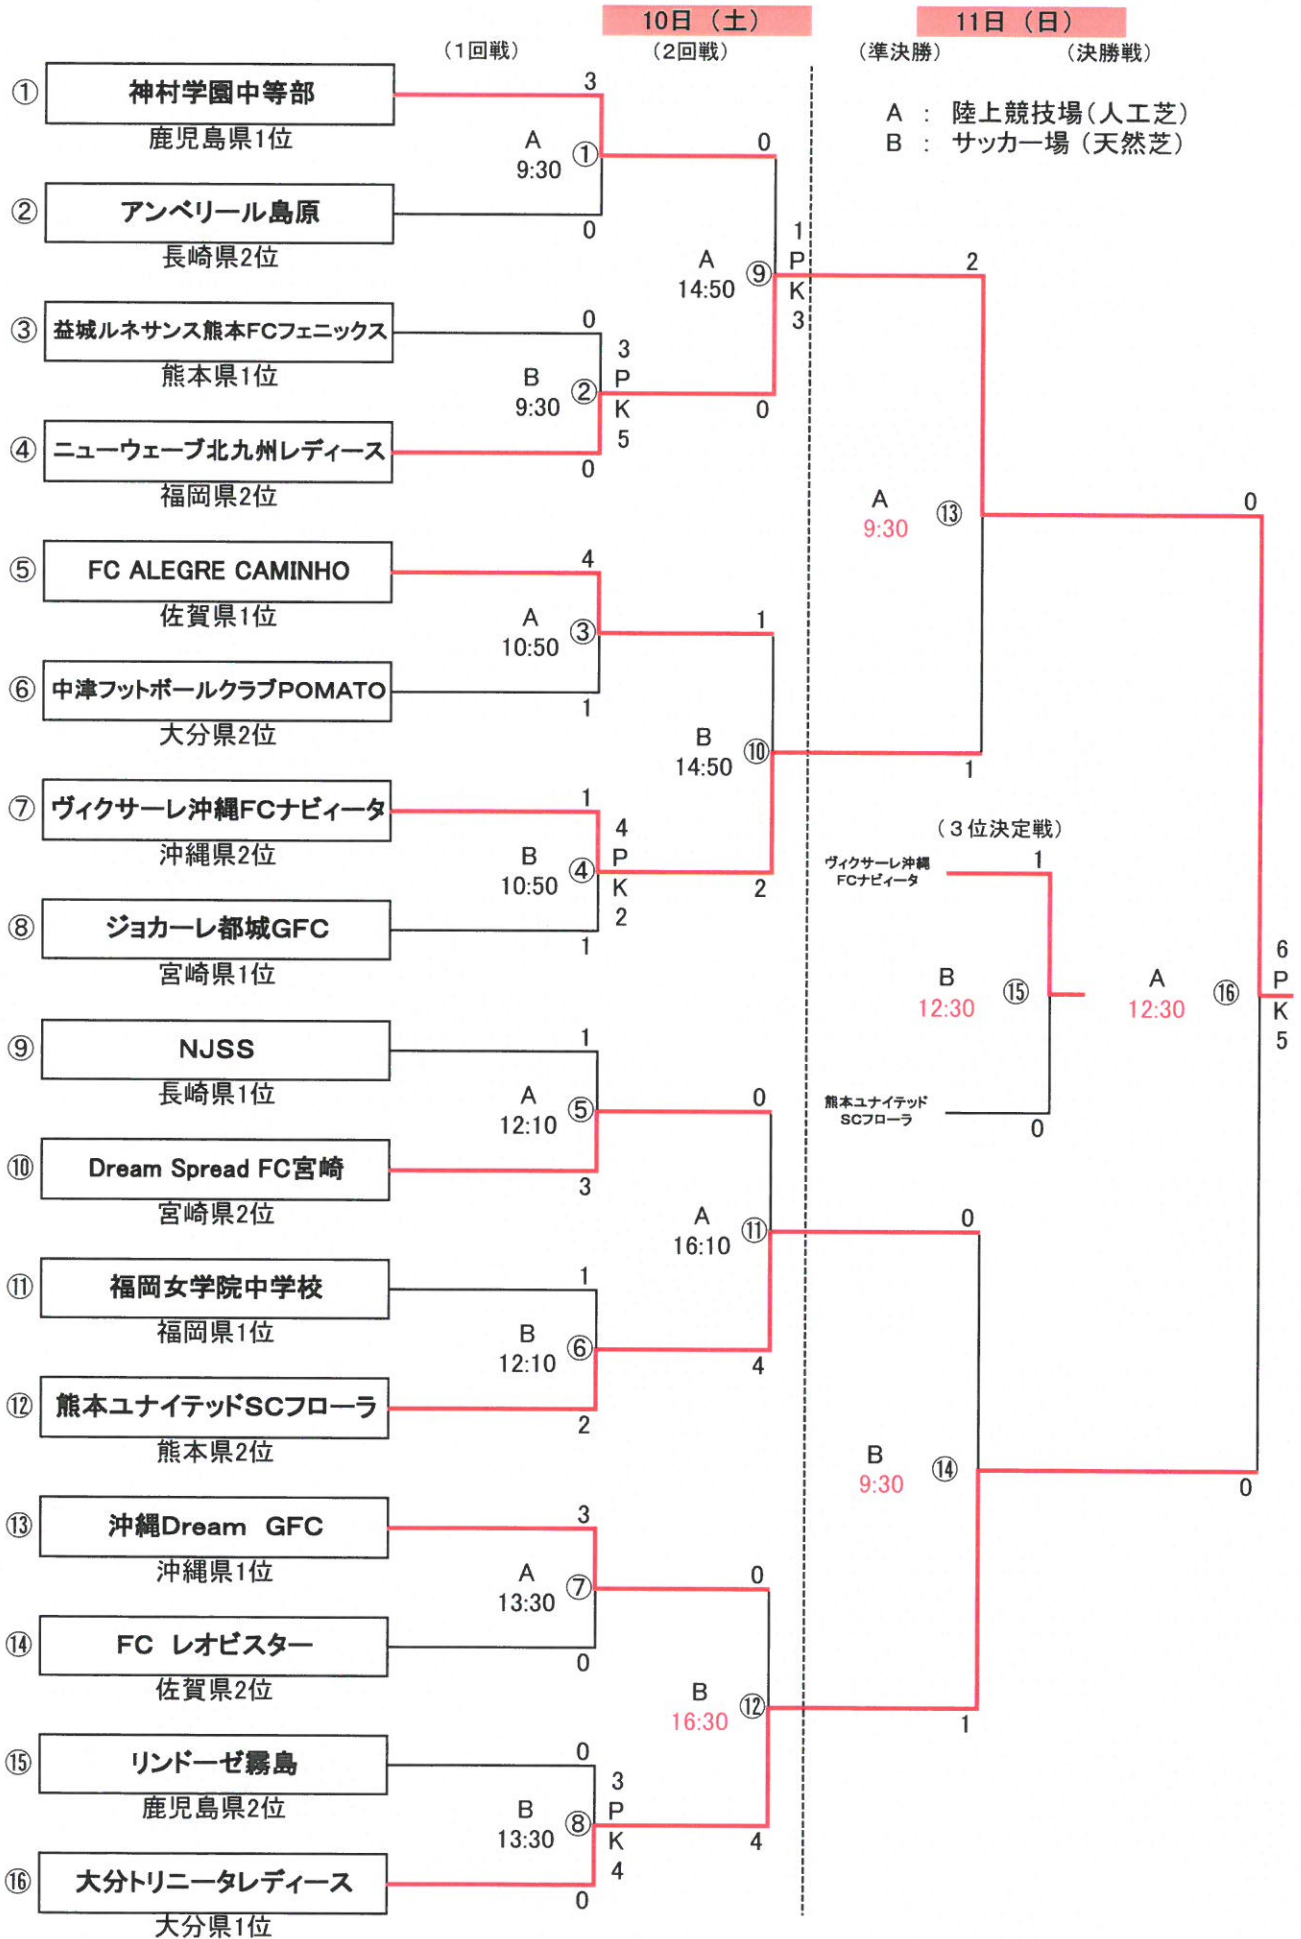 10日（土）
11日（日）
（1回戦）
（2回戦）
（準決勝）
（決勝戦）
A ： 陸上競技場（人工芝）
B ： サッカー場（天然芝）
① 神村学園中等部
鹿児島県1位
3
A
9:30
①
② アンベリール島原
長崎県2位
0
0
A
14:50
⑨
1
P
K
3
③ 益城ルネサンス熊本FCフェニックス
熊本県1位
0
B
9:30
②
3
P
K
5
④ ニューウェーブ北九州レディース
福岡県2位
0
0
2
A
9:30
⑬
0
⑤ FC ALEGRE CAMINHO
佐賀県1位
4
A
10:50
③
⑥ 中津フットボールクラブPOMATO
大分県2位
1
1
B
14:50
⑩
1
⑦ ヴィクサーレ沖縄FCナビィータ
沖縄県2位
1
B
10:50
④
4
P
K
2
⑧ ジョカーレ都城GFC
宮崎県1位
1
2
（３位決定戦）
ヴィクサーレ沖縄
FCナビィータ
1
B
12:30
⑮
熊本ユナイテッド
SCフローラ
0
A
12:30
⑯
6
P
K
5
⑨ NJSS
長崎県1位
1
A
12:10
⑤
⑩ Dream Spread FC宮崎
宮崎県2位
3
0
A
16:10
⑪
0
⑪ 福岡女学院中学校
福岡県1位
1
B
12:10
⑥
⑫ 熊本ユナイテッドSCフローラ
熊本県2位
2
4
B
9:30
⑭
0
⑬ 沖縄Dream GFC
沖縄県1位
3
A
13:30
⑦
⑭ FC レオビスター
佐賀県2位
0
0
B
16:30
⑫
1
⑮ リンドーゼ霧島
鹿児島県2位
0
B
13:30
⑧
3
P
K
4
⑯ 大分トリニータレディース
大分県1位
0
4